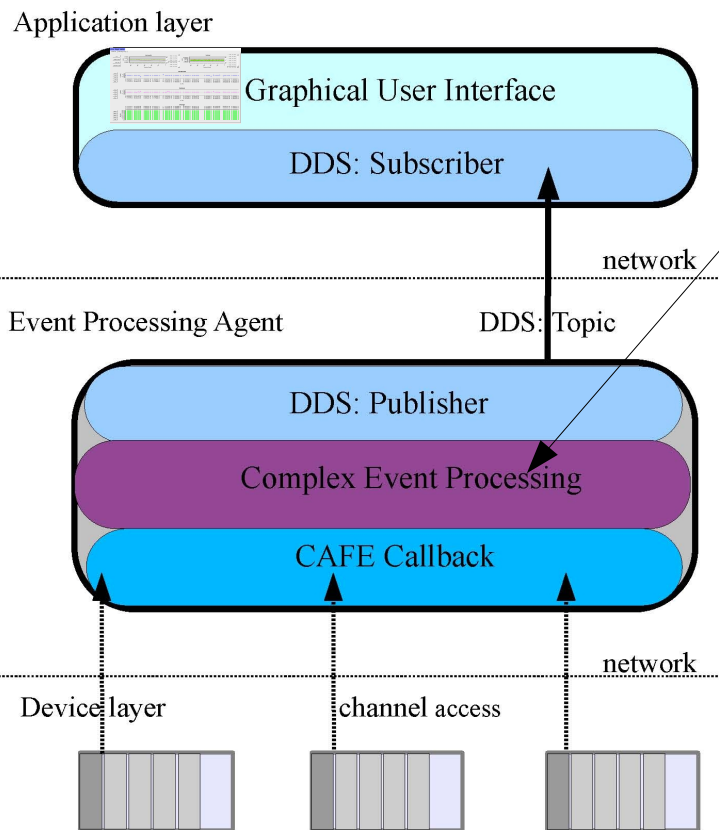 Application layer
Graphical User Interface
DDS: Subscriber
network
Event Processing Agent
DDS: Topic
DDS: Publisher
Complex Event Processing
CAFE Callback
network
Device layer
channel access